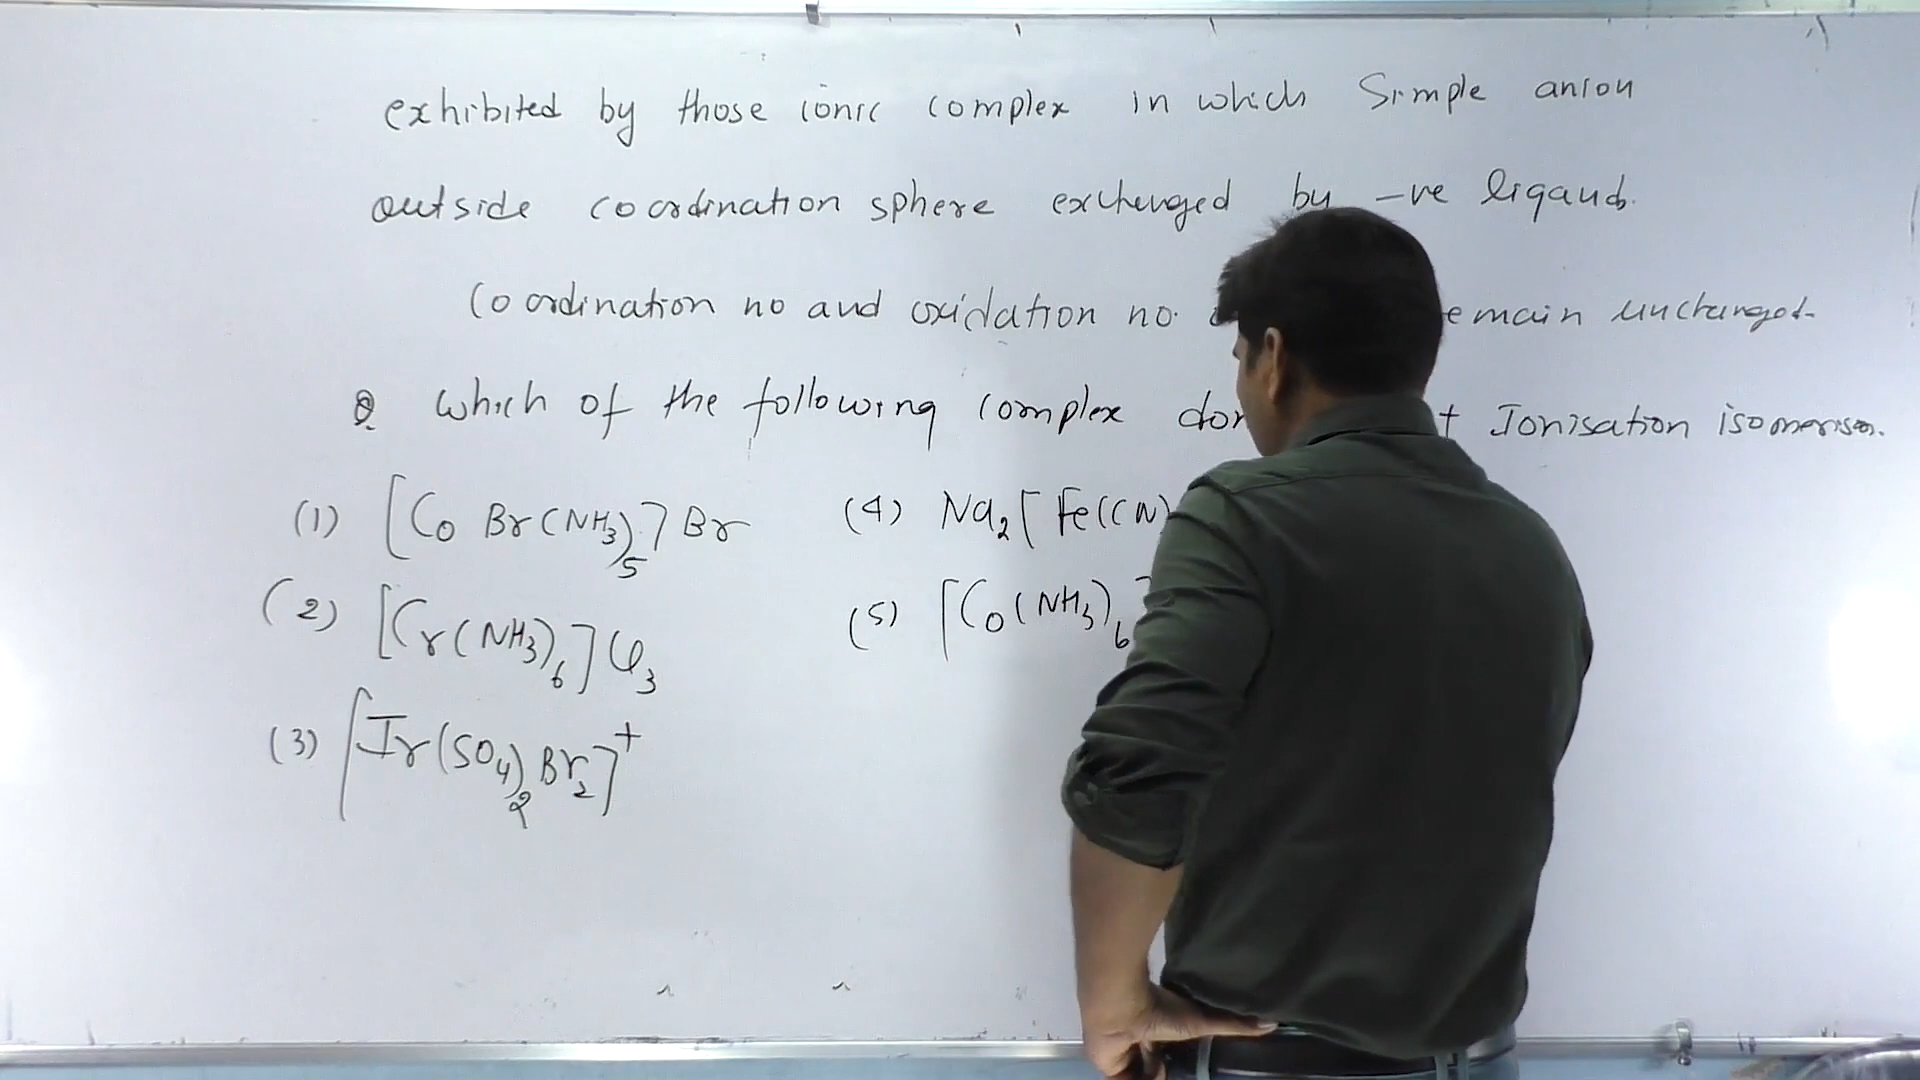 exhibited by those ionic complex in which Simple anion
outside coordination sphere exchanged by -ve ligands.
Coordination no and oxidation no. remain unchanged.
Q which of the following complex Ionisation isomerism.
(1) [Co Br(NH₃)₅] Br
(2) [Cr(NH₃)₆] Cl₃
(3) [Ir(SO₄)₂ Br₂]⁺
(4) Na₂ [Fe(CN)
(5) [Co(NH₃)₆]